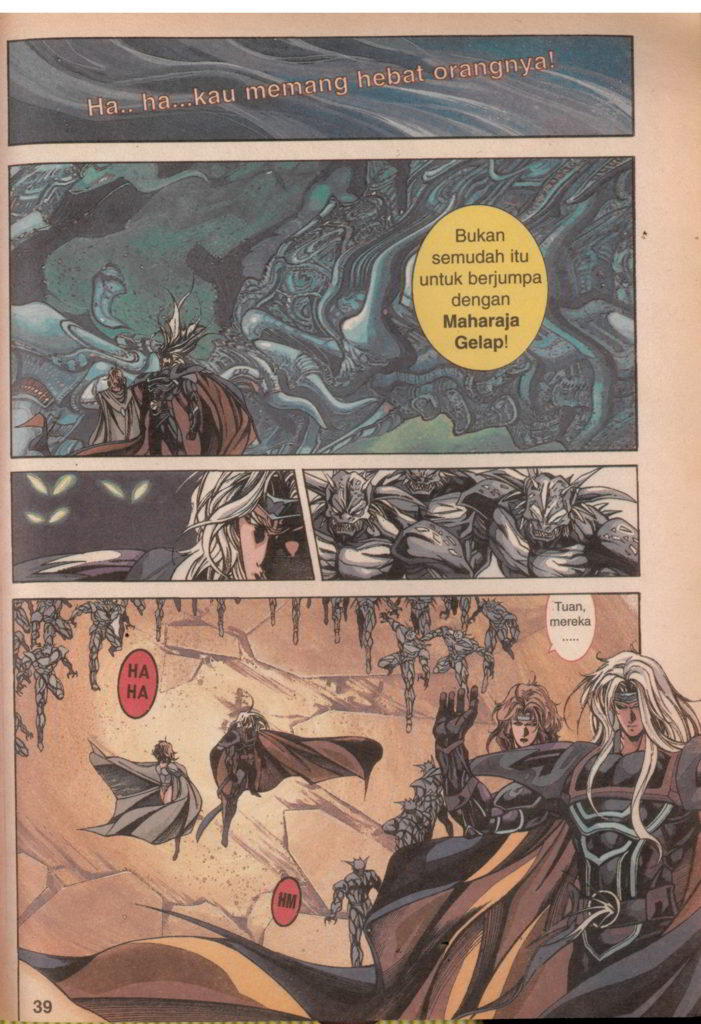 Ha.. ha...kau memang hebat orangnya!
Bukan
semudah itu
untuk berjumpa
dengan
Maharaja
Gelap!
Tuan,
mereka
.....
HA
HA
HM
39